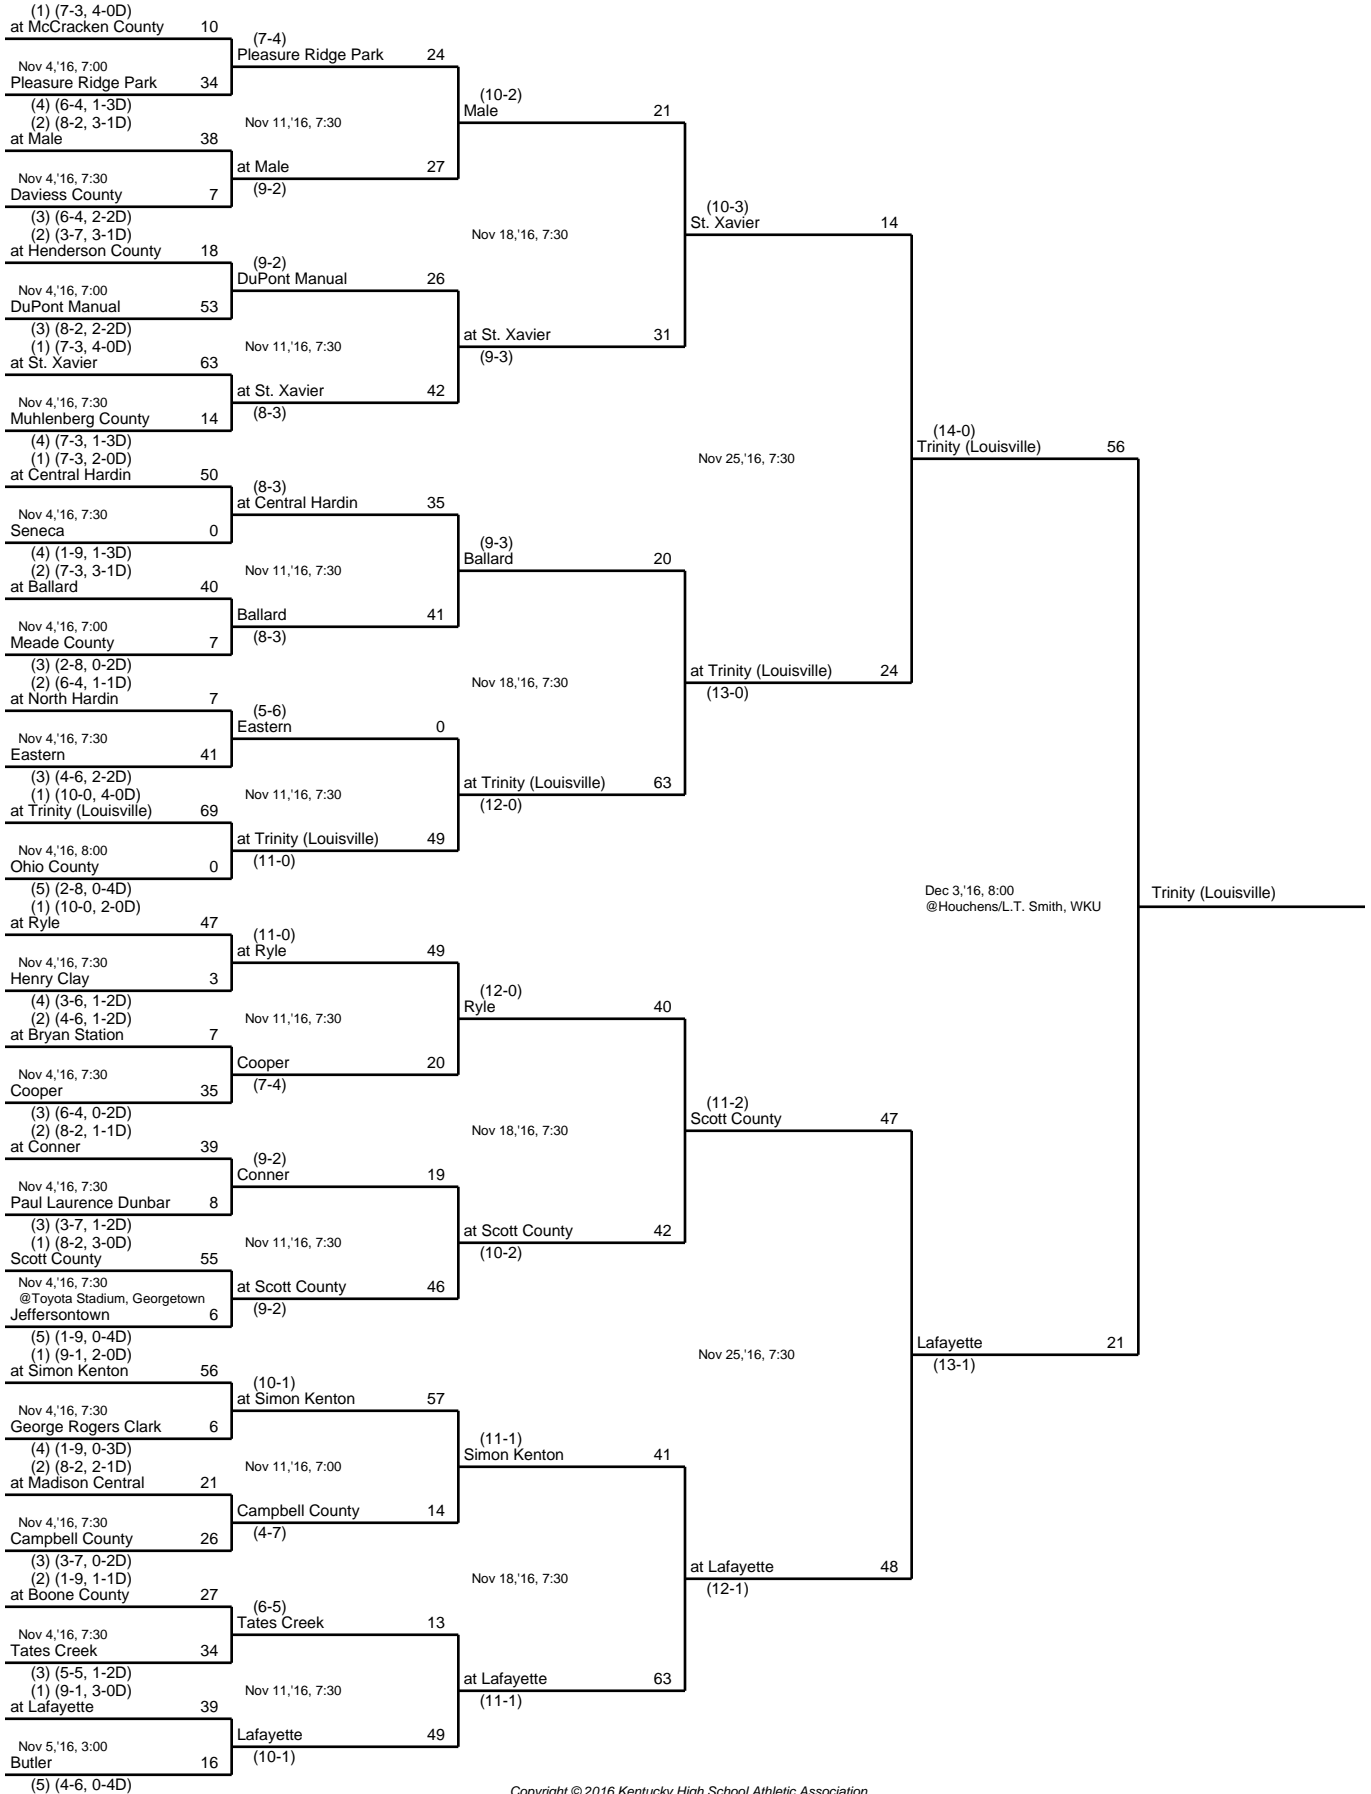 (1) (7-3, 4-0D)
at McCracken County 10
Nov 4,'16, 7:00
Pleasure Ridge Park 34
(4) (6-4, 1-3D)
(2) (8-2, 3-1D)
at Male 38
Nov 4,'16, 7:30
Daviess County 7
(3) (6-4, 2-2D)
(2) (3-7, 3-1D)
at Henderson County 18
Nov 4,'16, 7:00
DuPont Manual 53
(3) (8-2, 2-2D)
(1) (7-3, 4-0D)
at St. Xavier 63
Nov 4,'16, 7:30
Muhlenberg County 14
(4) (7-3, 1-3D)
(1) (7-3, 2-0D)
at Central Hardin 50
Nov 4,'16, 7:30
Seneca 0
(4) (1-9, 1-3D)
(2) (7-3, 3-1D)
at Ballard 40
Nov 4,'16, 7:00
Meade County 7
(3) (2-8, 0-2D)
(2) (6-4, 1-1D)
at North Hardin 7
Nov 4,'16, 7:30
Eastern 41
(3) (4-6, 2-2D)
(1) (10-0, 4-0D)
at Trinity (Louisville) 69
Nov 4,'16, 8:00
Ohio County 0
(5) (2-8, 0-4D)
(1) (10-0, 2-0D)
at Ryle 47
Nov 4,'16, 7:30
Henry Clay 3
(4) (3-6, 1-2D)
(2) (4-6, 1-2D)
at Bryan Station 7
Nov 4,'16, 7:30
Cooper 35
(3) (6-4, 0-2D)
(2) (8-2, 1-1D)
at Conner 39
Nov 4,'16, 7:30
Paul Laurence Dunbar 8
(3) (3-7, 1-2D)
(1) (8-2, 3-0D)
Scott County 55
Nov 4,'16, 7:30
@Toyota Stadium, Georgetown
Jeffersontown 6
(5) (1-9, 0-4D)
(1) (9-1, 2-0D)
at Simon Kenton 56
Nov 4,'16, 7:30
George Rogers Clark 6
(4) (1-9, 0-3D)
(2) (8-2, 2-1D)
at Madison Central 21
Nov 4,'16, 7:30
Campbell County 26
(3) (3-7, 0-2D)
(2) (1-9, 1-1D)
at Boone County 27
Nov 4,'16, 7:30
Tates Creek 34
(3) (5-5, 1-2D)
(1) (9-1, 3-0D)
at Lafayette 39
Nov 5,'16, 3:00
Butler 16
(5) (4-6, 0-4D)
(7-4)
Pleasure Ridge Park 24
Nov 11,'16, 7:30
at Male 27
(9-2)
(9-2)
DuPont Manual 26
Nov 11,'16, 7:30
at St. Xavier 42
(8-3)
(8-3)
at Central Hardin 35
Nov 11,'16, 7:30
Ballard 41
(8-3)
(5-6)
Eastern 0
Nov 11,'16, 7:30
at Trinity (Louisville) 49
(11-0)
(11-0)
at Ryle 49
Nov 11,'16, 7:30
Cooper 20
(7-4)
(9-2)
Conner 19
Nov 11,'16, 7:30
at Scott County 46
(9-2)
(10-1)
at Simon Kenton 57
Nov 11,'16, 7:00
Campbell County 14
(4-7)
(6-5)
Tates Creek 13
Nov 11,'16, 7:30
Lafayette 49
(10-1)
(10-2)
Male 21
Nov 18,'16, 7:30
at St. Xavier 31
(9-3)
(9-3)
Ballard 20
Nov 18,'16, 7:30
at Trinity (Louisville) 63
(12-0)
(12-0)
Ryle 40
Nov 18,'16, 7:30
at Scott County 42
(10-2)
(11-1)
Simon Kenton 41
Nov 18,'16, 7:30
at Lafayette 63
(11-1)
(10-3)
St. Xavier 14
Nov 25,'16, 7:30
at Trinity (Louisville) 24
(13-0)
(11-2)
Scott County 47
Nov 25,'16, 7:30
at Lafayette 48
(12-1)
(14-0)
Trinity (Louisville) 56
Dec 3,'16, 8:00
@Houchens/L.T. Smith, WKU
Lafayette 21
(13-1)
Trinity (Louisville)
Copyright © 2016 Kentucky High School Athletic Association